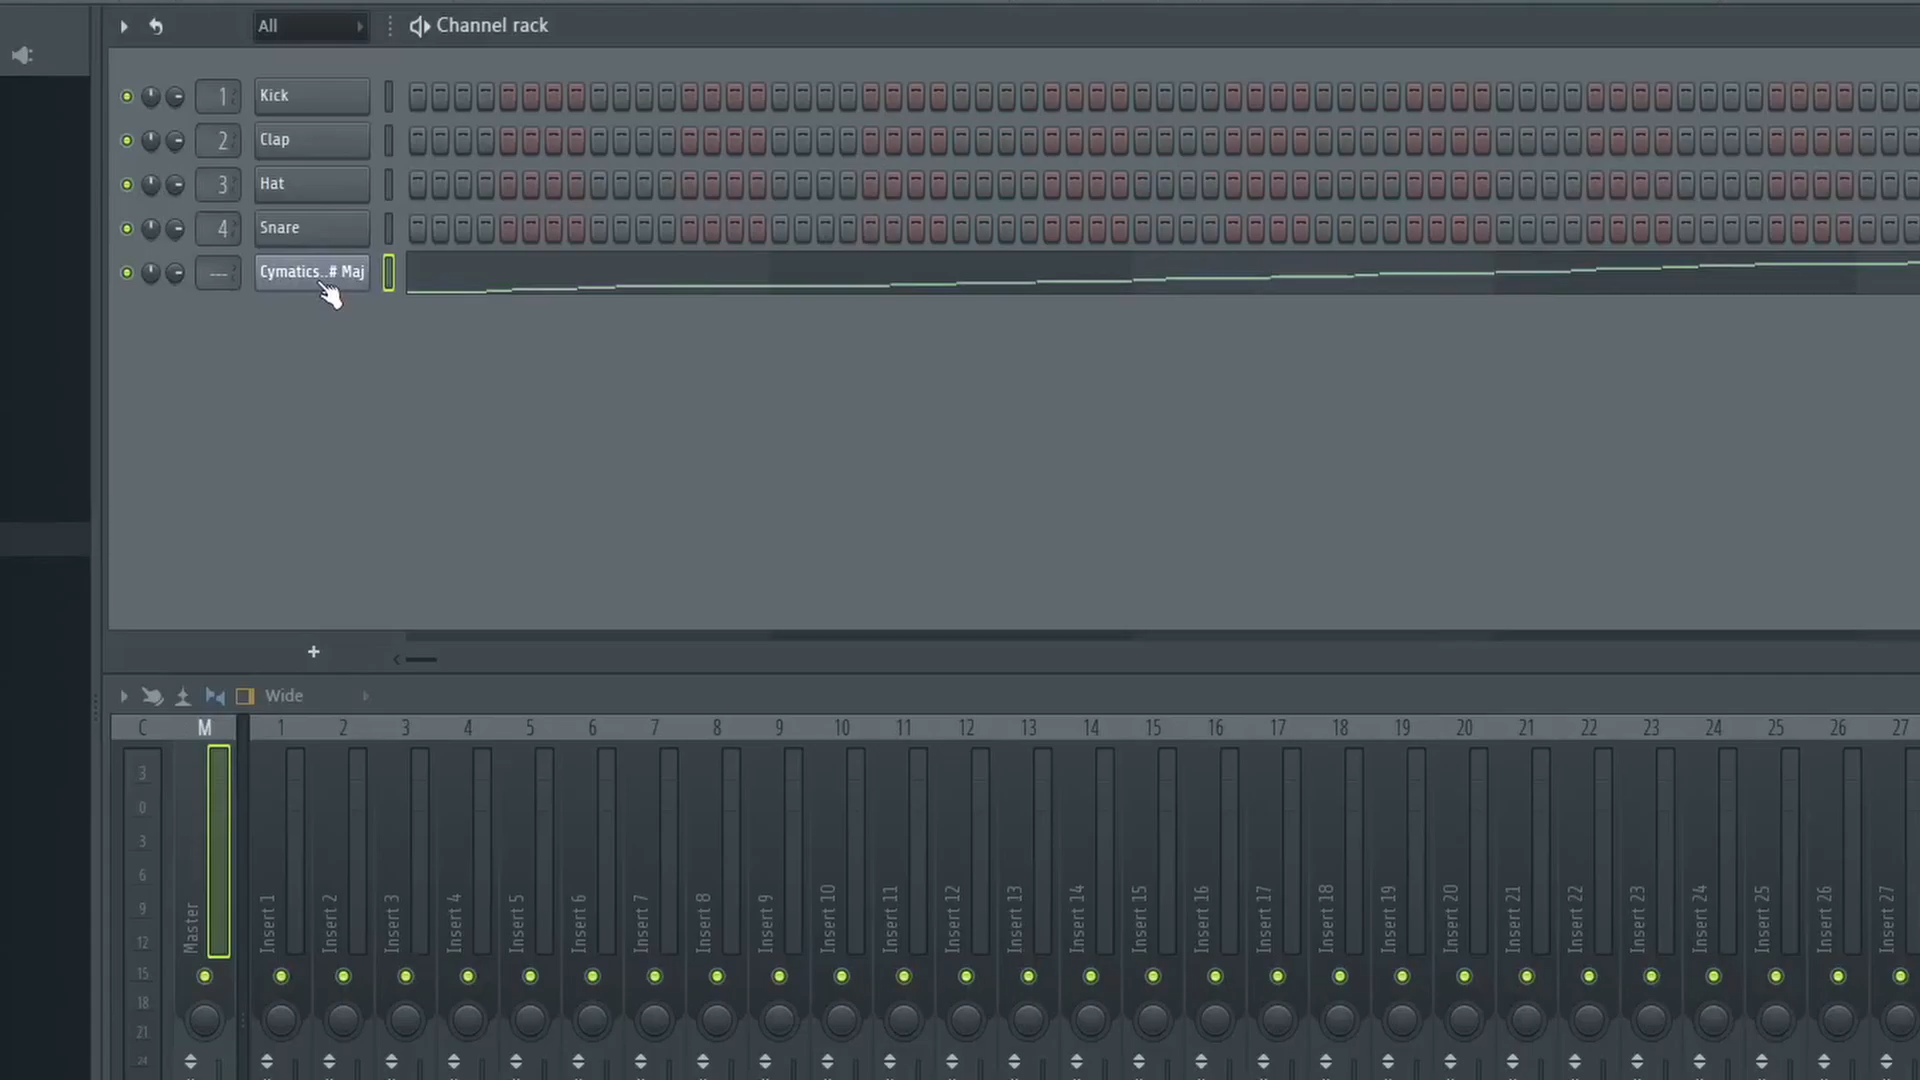 All
Channel rack
1 Kick
2 Clap
3 Hat
4 Snare
--- Cymatics..# Maj
+
Wide
C M 1 2 3 4 5 6 7 8 9 10 11 12 13 14 15 16 17 18 19 20 21 22 23 24 25 26 27
3
0
3
6
9
12
15
18
21
24
Master
Insert 1
Insert 2
Insert 3
Insert 4
Insert 5
Insert 6
Insert 7
Insert 8
Insert 9
Insert 10
Insert 11
Insert 12
Insert 13
Insert 14
Insert 15
Insert 16
Insert 17
Insert 18
Insert 19
Insert 20
Insert 21
Insert 22
Insert 23
Insert 24
Insert 25
Insert 26
Insert 27